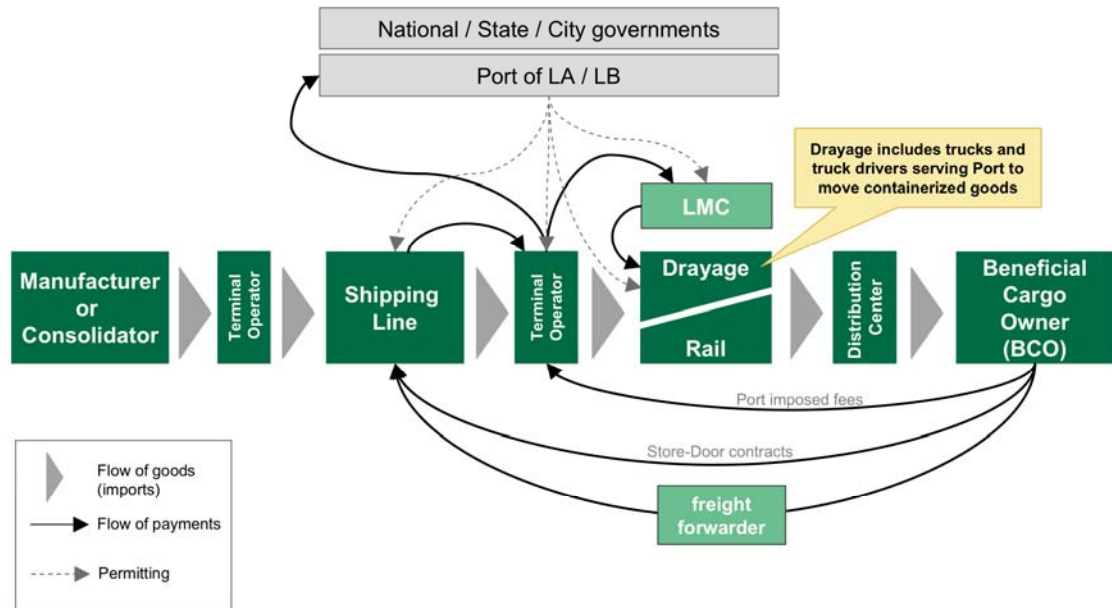 National / State / City governments
Port of LA / LB
Drayage includes trucks and
truck drivers serving Port to
move containerized goods
LMC
Manufacturer
or
Consolidator
Terminal
Operator
Shipping
Line
Terminal
Operator
Drayage
Rail
Distribution
Center
Beneficial
Cargo
Owner
(BCO)
Port imposed fees
Store-Door contracts
freight
forwarder
Flow of goods
(imports)
Flow of payments
Permitting